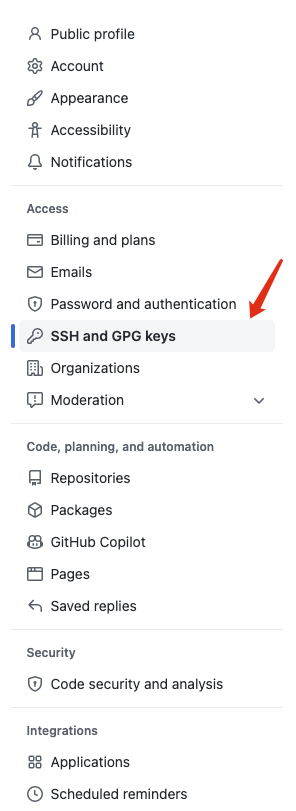 Public profile
Account
Appearance
Accessibility
Notifications
Access
Billing and plans
Emails
Password and authentication
SSH and GPG keys
Organizations
Moderation
Code, planning, and automation
Repositories
Packages
GitHub Copilot
Pages
Saved replies
Security
Code security and analysis
Integrations
Applications
Scheduled reminders